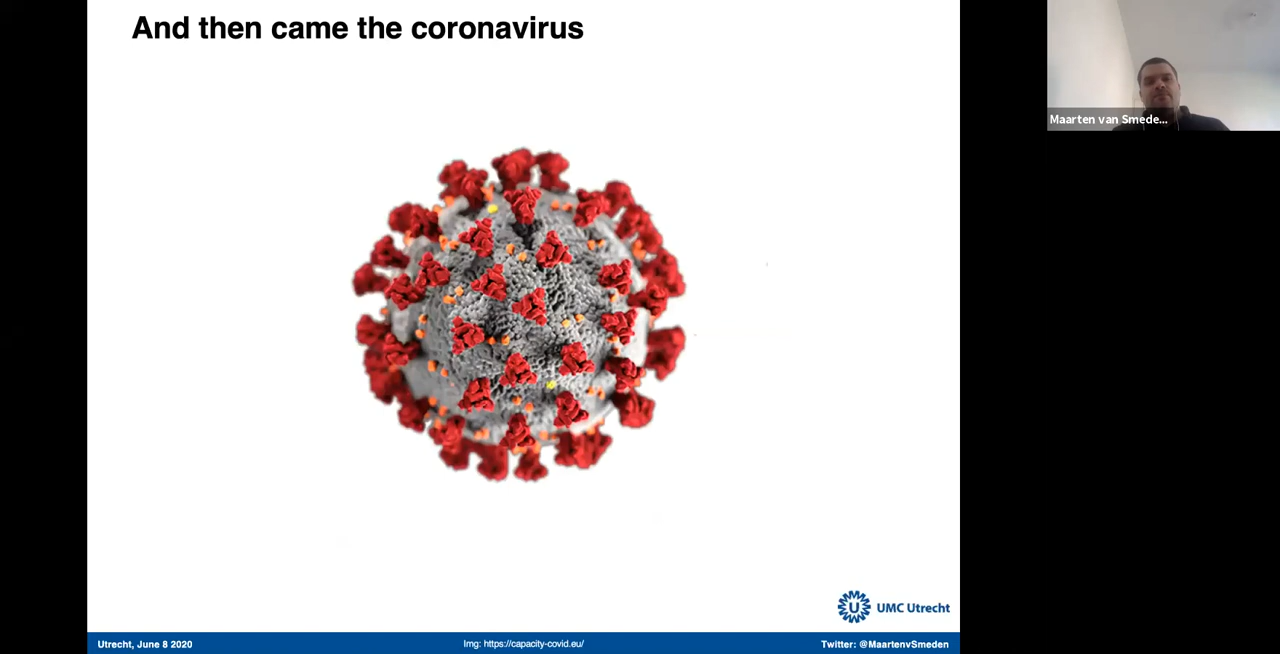 And then came the coronavirus
Maarten van Smede...
U
UMC Utrecht
Utrecht, June 8 2020
Img: https://capacity-covid.eu/
Twitter: @MaartenvSmeden